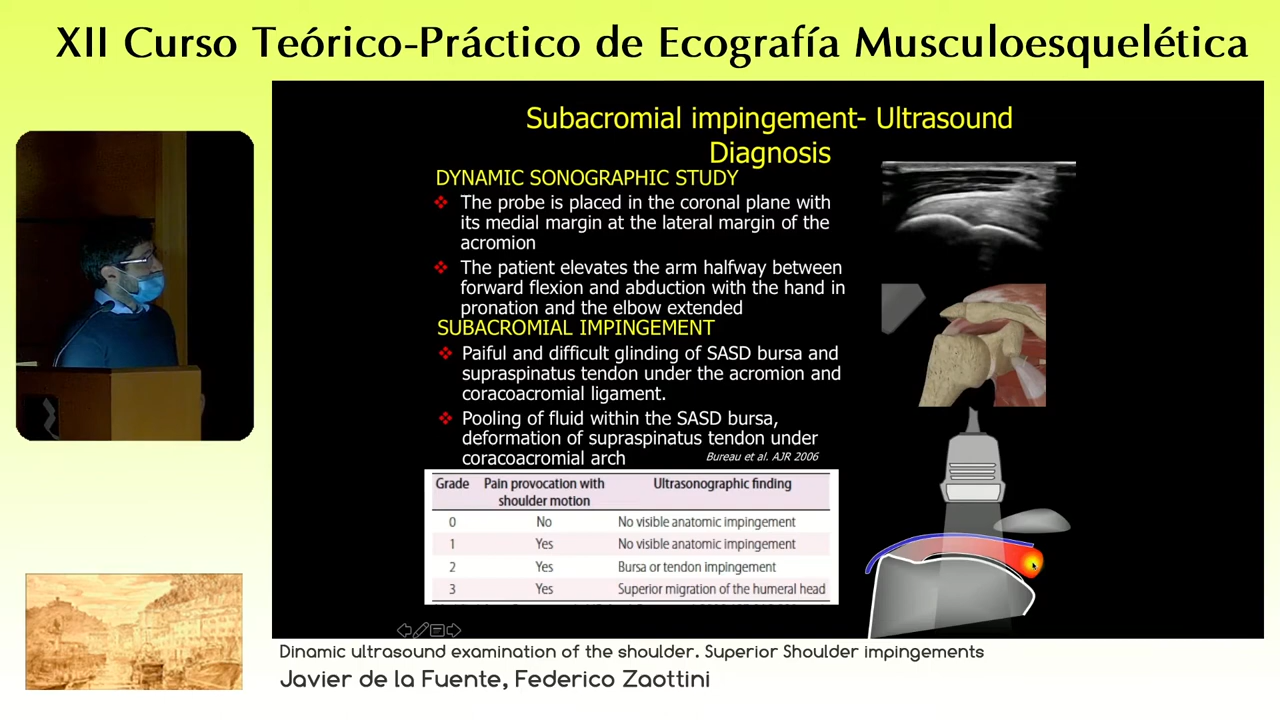 XII Curso Teórico-Práctico de Ecografía Musculoesquelética
Subacromial impingement- Ultrasound
Diagnosis
DYNAMIC SONOGRAPHIC STUDY
The probe is placed in the coronal plane with
its medial margin at the lateral margin of the
acromion
The patient elevates the arm halfway between
forward flexion and abduction with the hand in
pronation and the elbow extended
SUBACROMIAL IMPINGEMENT
Paiful and difficult glinding of SASD bursa and
supraspinatus tendon under the acromion and
coracoacromial ligament.
Pooling of fluid within the SASD bursa,
deformation of supraspinatus tendon under
coracoacromial arch
Bureau et al. AJR 2006
Grade Pain provocation with shoulder motion Ultrasonographic finding
0 No No visible anatomic impingement
1 Yes No visible anatomic impingement
2 Yes Bursa or tendon impingement
3 Yes Superior migration of the humeral head
Dinamic ultrasound examination of the shoulder. Superior Shoulder impingements
Javier de la Fuente, Federico Zaottini